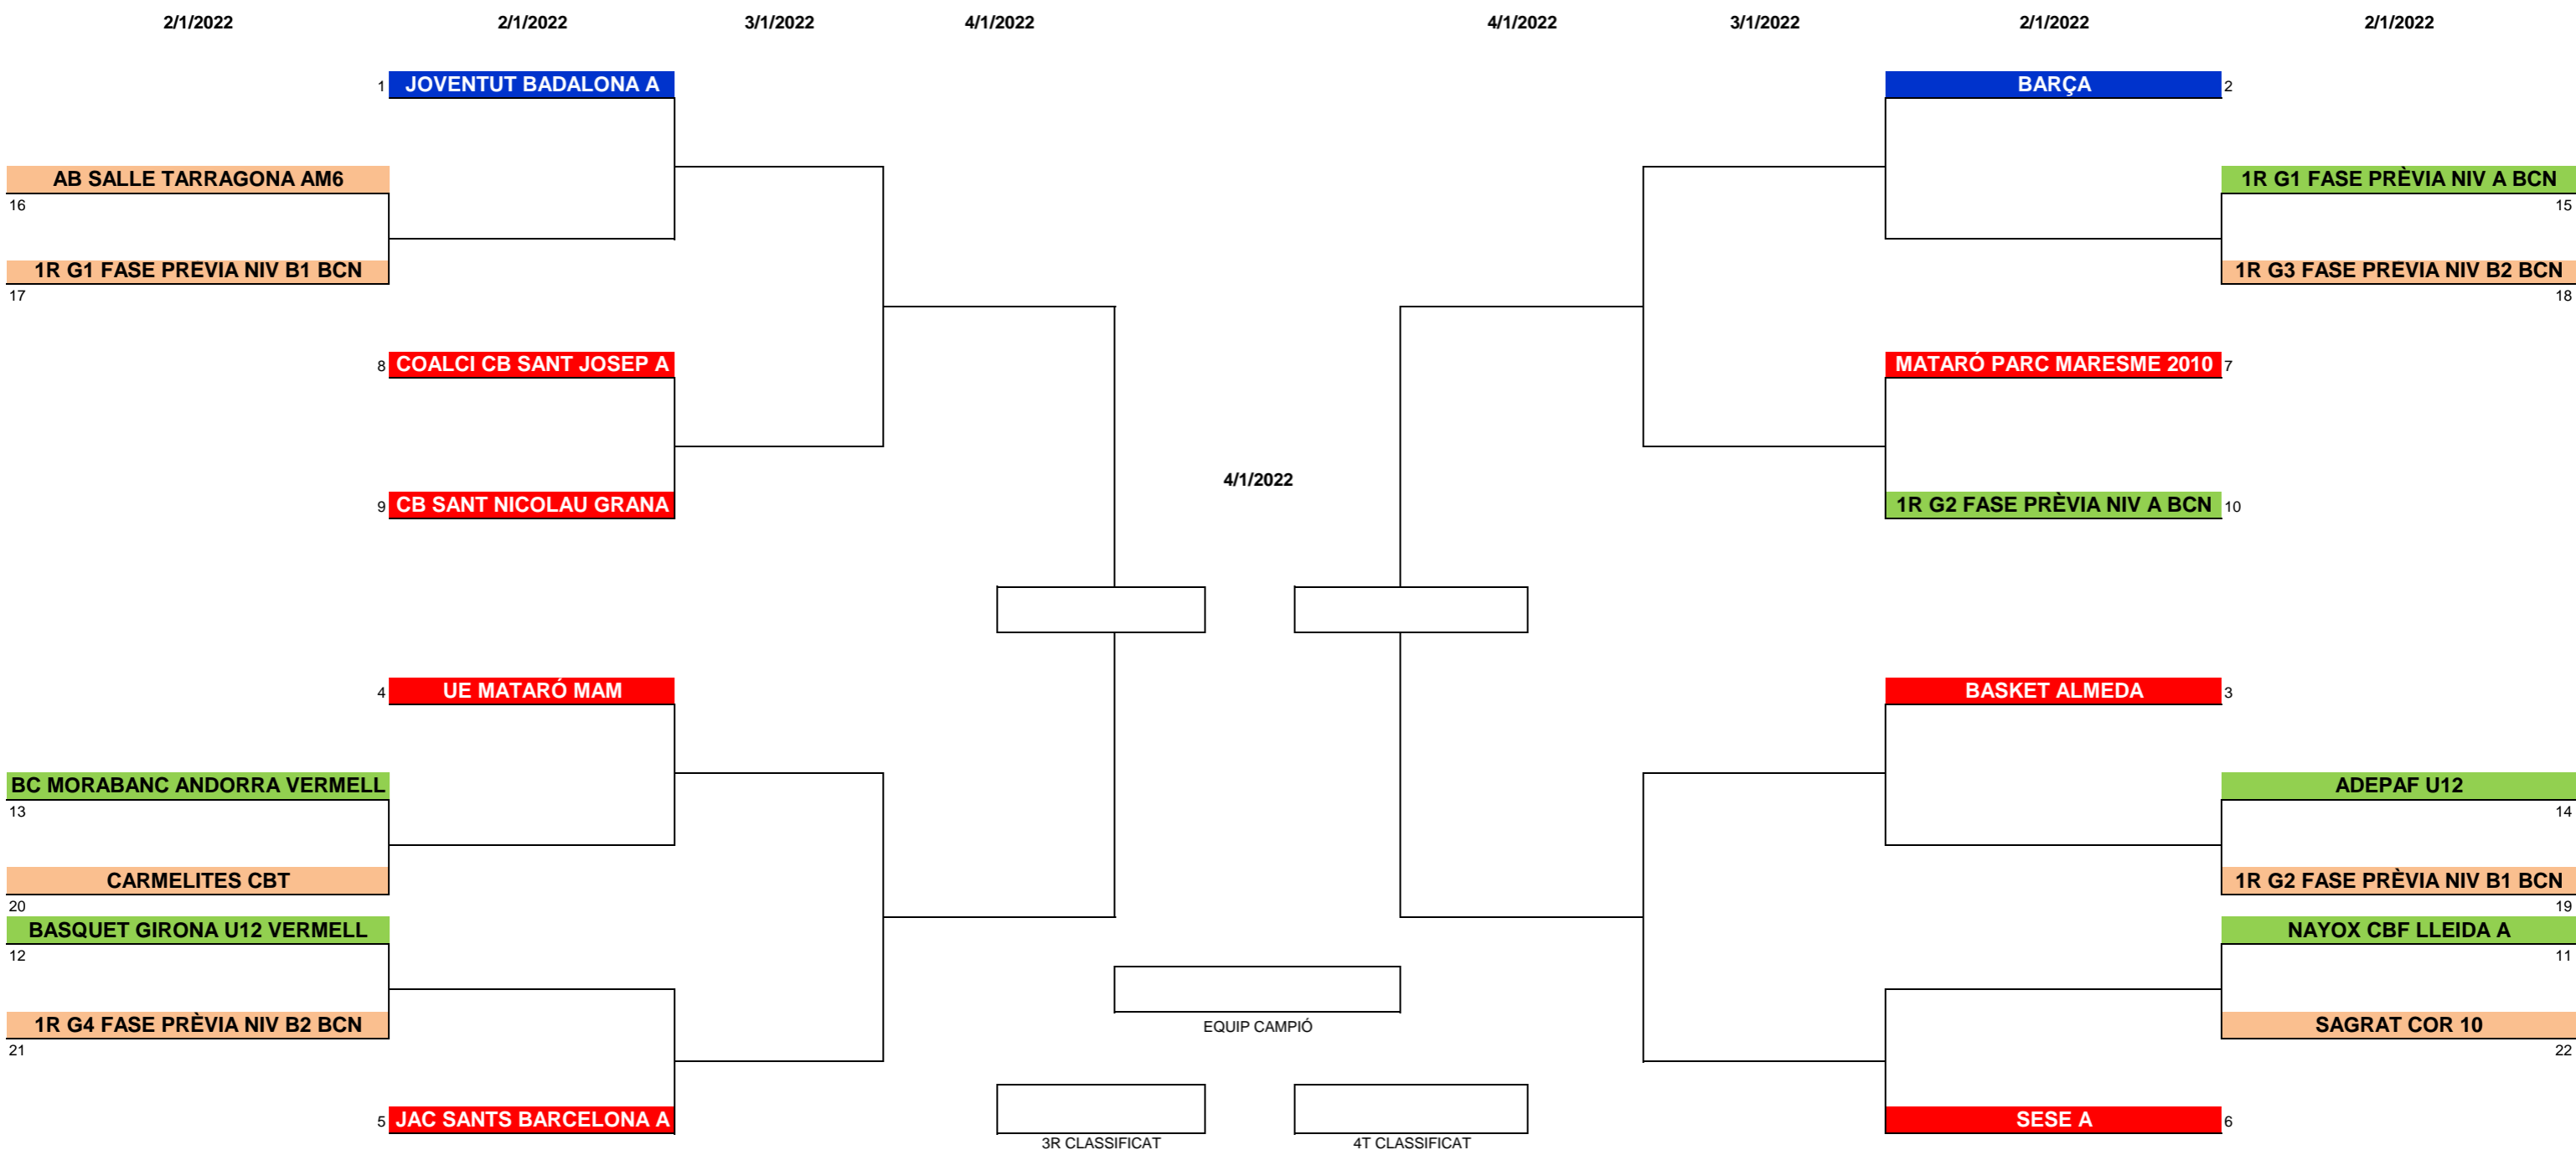 2/1/2022 2/1/2022 3/1/2022 4/1/2022 4/1/2022 3/1/2022 2/1/2022 2/1/2022
1 JOVENTUT BADALONA A BARÇA 2
AB SALLE TARRAGONA AM6 1R G1 FASE PRÈVIA NIV A BCN
16 15
1R G1 FASE PRÈVIA NIV B1 BCN 1R G3 FASE PRÈVIA NIV B2 BCN
17 18
8 COALCI CB SANT JOSEP A MATARÓ PARC MARESME 2010 7
4/1/2022
9 CB SANT NICOLAU GRANA 1R G2 FASE PRÈVIA NIV A BCN 10
4 UE MATARÓ MAM BASKET ALMEDA 3
BC MORABANC ANDORRA VERMELL ADEPAF U12
13 14
CARMELITES CBT 1R G2 FASE PRÈVIA NIV B1 BCN
20 19
BASQUET GIRONA U12 VERMELL NAYOX CBF LLEIDA A
12 11
1R G4 FASE PRÈVIA NIV B2 BCN EQUIP CAMPIÓ SAGRAT COR 10
21 22
5 JAC SANTS BARCELONA A SESE A 6
3R CLASSIFICAT 4T CLASSIFICAT